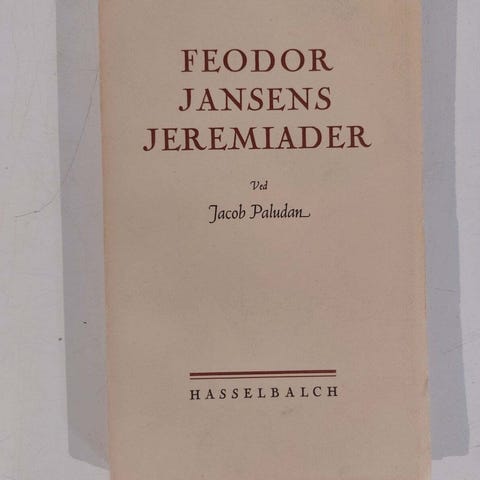 FEODOR
JANSENS
JEREMIADER
Ved
Jacob Paludan
HASSELBALCH